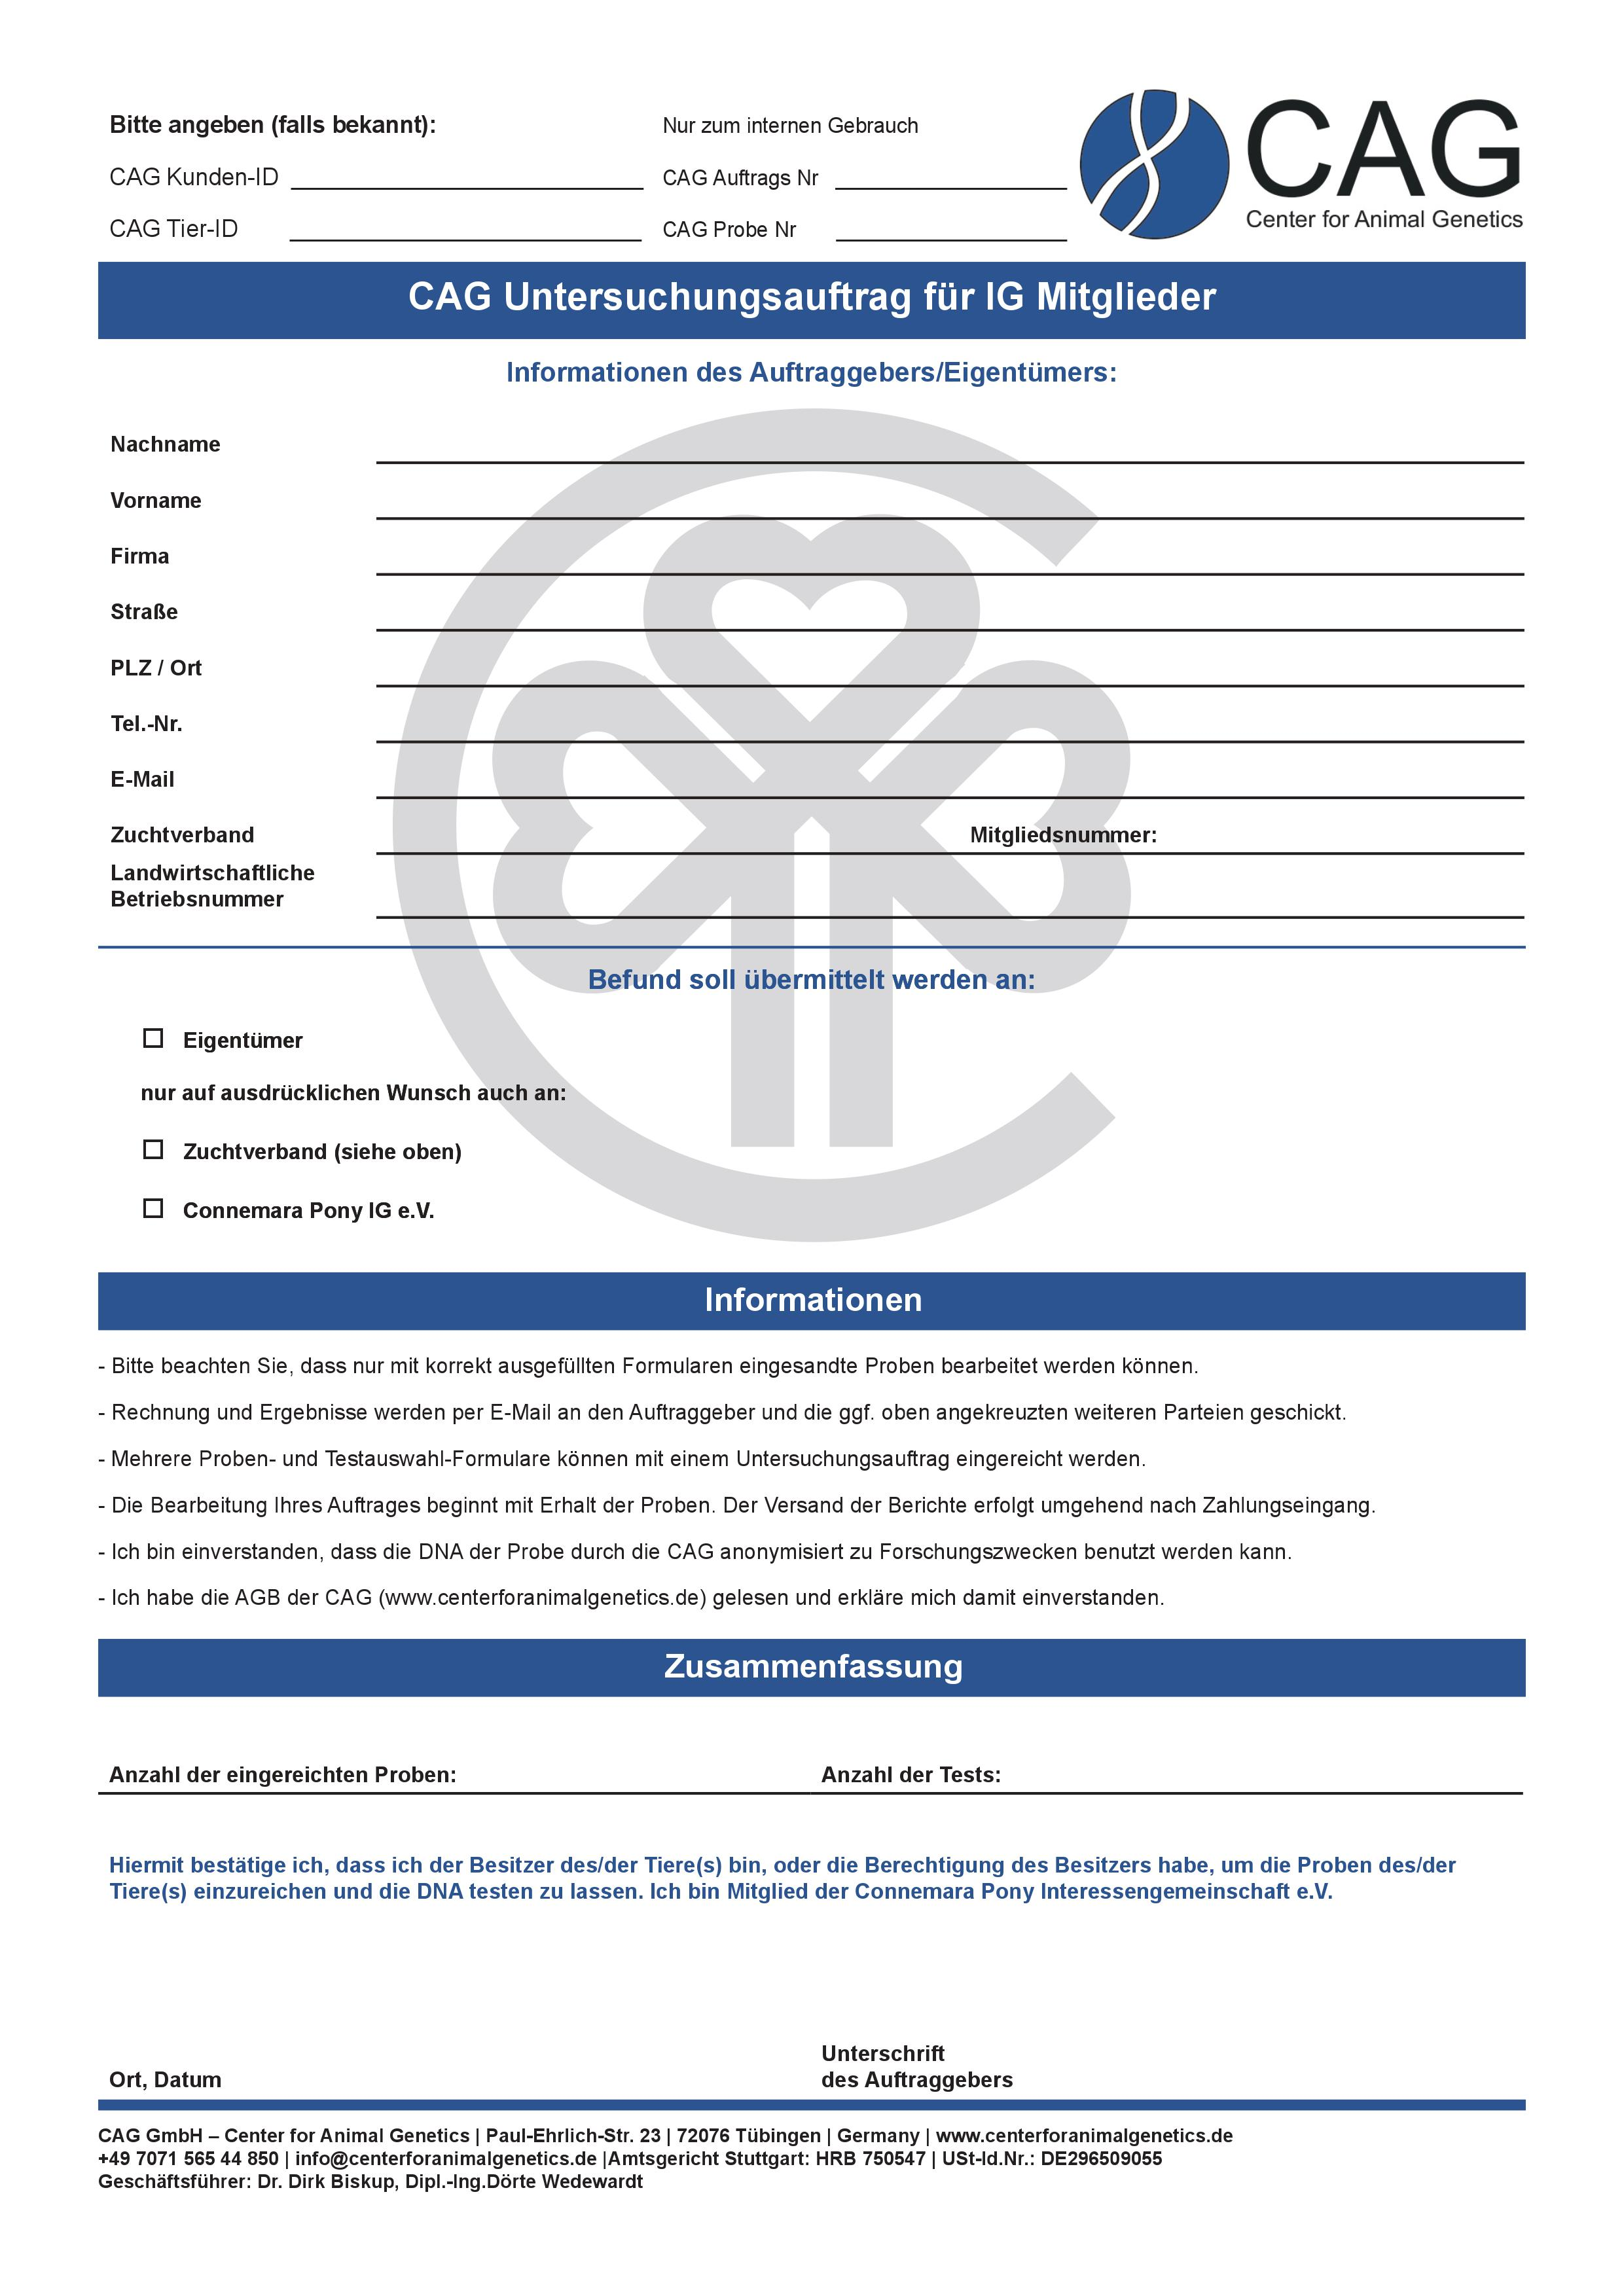 Bitte angeben (falls bekannt):
Nur zum internen Gebrauch
CAG Kunden-ID
CAG Auftrags Nr
CAG Tier-ID
CAG Probe Nr
CAG
Center for Animal Genetics
CAG Untersuchungsauftrag für IG Mitglieder
Informationen des Auftraggebers/Eigentümers:
Nachname
Vorname
Firma
Straße
PLZ / Ort
Tel.-Nr.
E-Mail
Zuchtverband
Mitgliedsnummer:
Landwirtschaftliche
Betriebsnummer
Befund soll übermittelt werden an:
Eigentümer
nur auf ausdrücklichen Wunsch auch an:
Zuchtverband (siehe oben)
Connemara Pony IG e.V.
Informationen
- Bitte beachten Sie, dass nur mit korrekt ausgefüllten Formularen eingesandte Proben bearbeitet werden können.
- Rechnung und Ergebnisse werden per E-Mail an den Auftraggeber und die ggf. oben angekreuzten weiteren Parteien geschickt.
- Mehrere Proben- und Testauswahl-Formulare können mit einem Untersuchungsauftrag eingereicht werden.
- Die Bearbeitung Ihres Auftrages beginnt mit Erhalt der Proben. Der Versand der Berichte erfolgt umgehend nach Zahlungseingang.
- Ich bin einverstanden, dass die DNA der Probe durch die CAG anonymisiert zu Forschungszwecken benutzt werden kann.
- Ich habe die AGB der CAG (www.centerforanimalgenetics.de) gelesen und erkläre mich damit einverstanden.
Zusammenfassung
Anzahl der eingereichten Proben:
Anzahl der Tests:
Hiermit bestätige ich, dass ich der Besitzer des/der Tiere(s) bin, oder die Berechtigung des Besitzers habe, um die Proben des/der
Tiere(s) einzureichen und die DNA testen zu lassen. Ich bin Mitglied der Connemara Pony Interessengemeinschaft e.V.
Ort, Datum
Unterschrift
des Auftraggebers
CAG GmbH – Center for Animal Genetics | Paul-Ehrlich-Str. 23 | 72076 Tübingen | Germany | www.centerforanimalgenetics.de
+49 7071 565 44 850 | info@centerforanimalgenetics.de |Amtsgericht Stuttgart: HRB 750547 | USt-Id.Nr.: DE296509055
Geschäftsführer: Dr. Dirk Biskup, Dipl.-Ing.Dörte Wedewardt